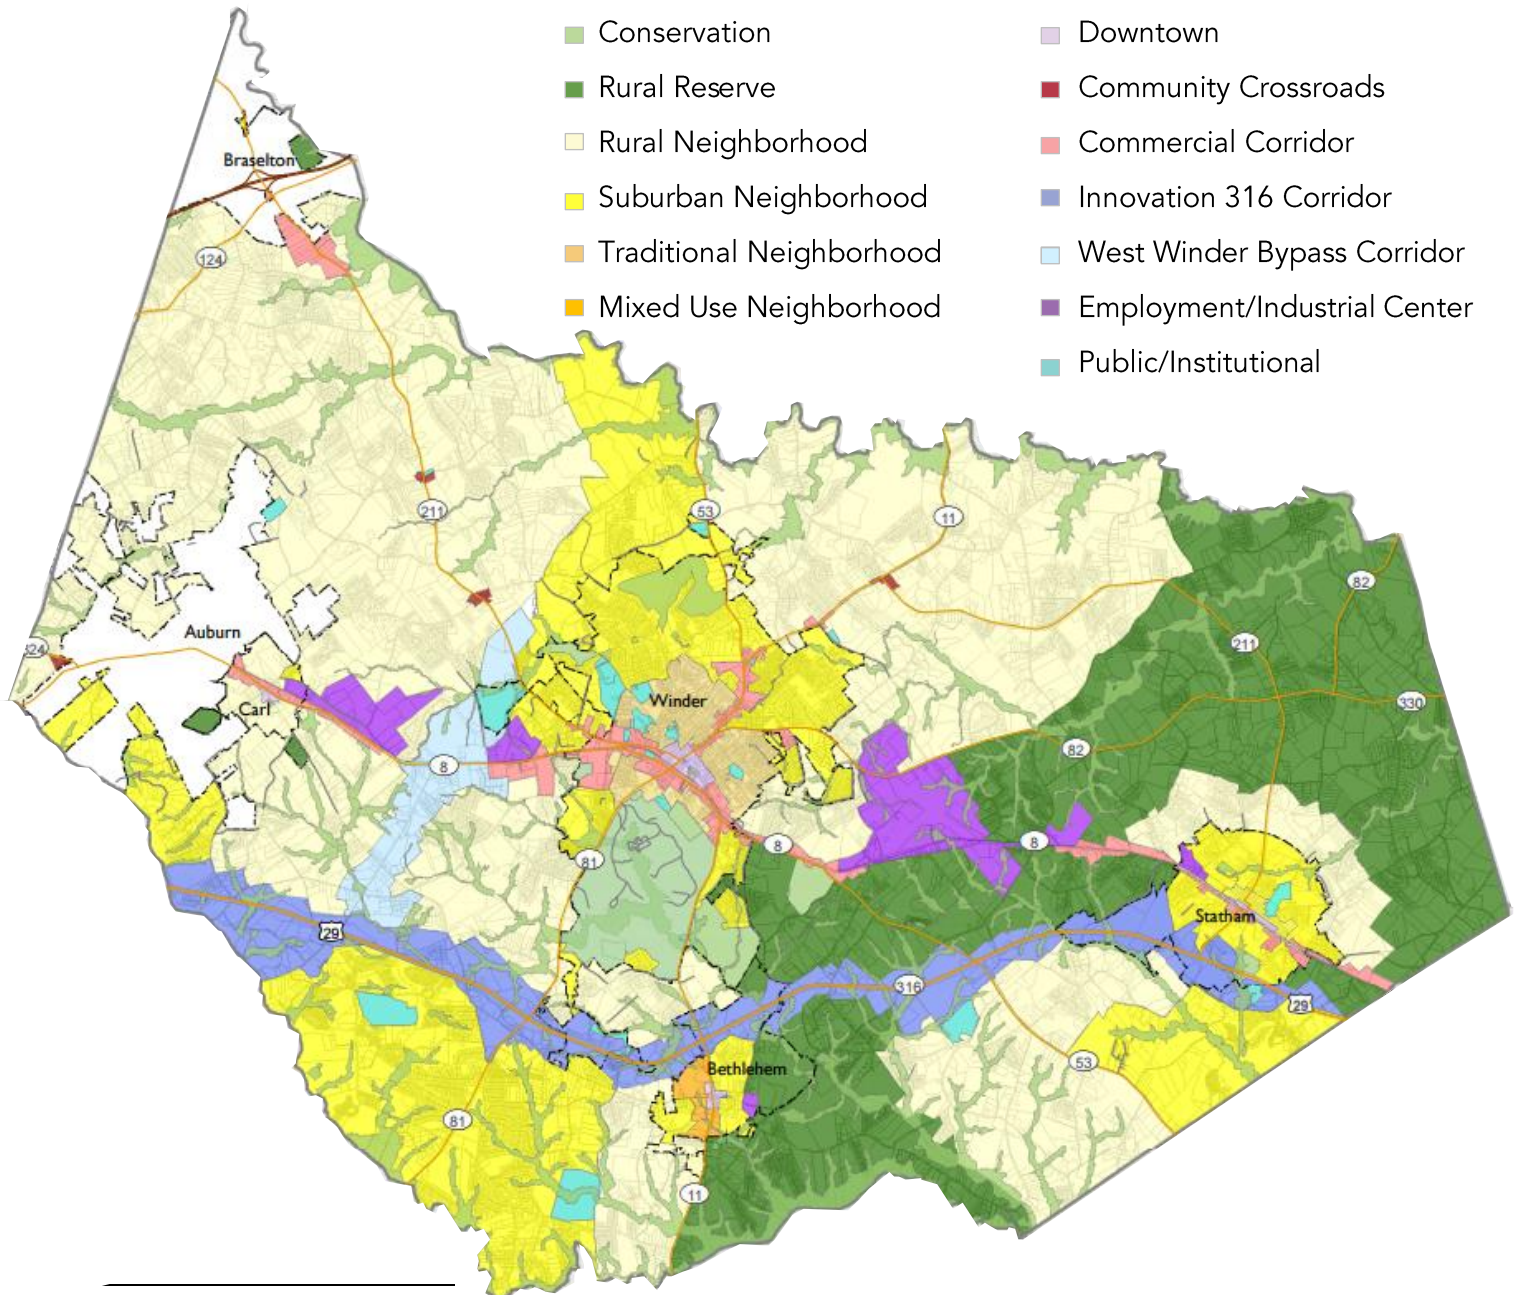 Conservation
Rural Reserve
Rural Neighborhood
Suburban Neighborhood
Traditional Neighborhood
Mixed Use Neighborhood
Downtown
Community Crossroads
Commercial Corridor
Innovation 316 Corridor
West Winder Bypass Corridor
Employment/Industrial Center
Public/Institutional
Braselton
124
211
53
11
82
Auburn
211
324
Winder
Carl
330
82
8
8
8
81
Statham
29
316
29
53
Bethlehem
81
11